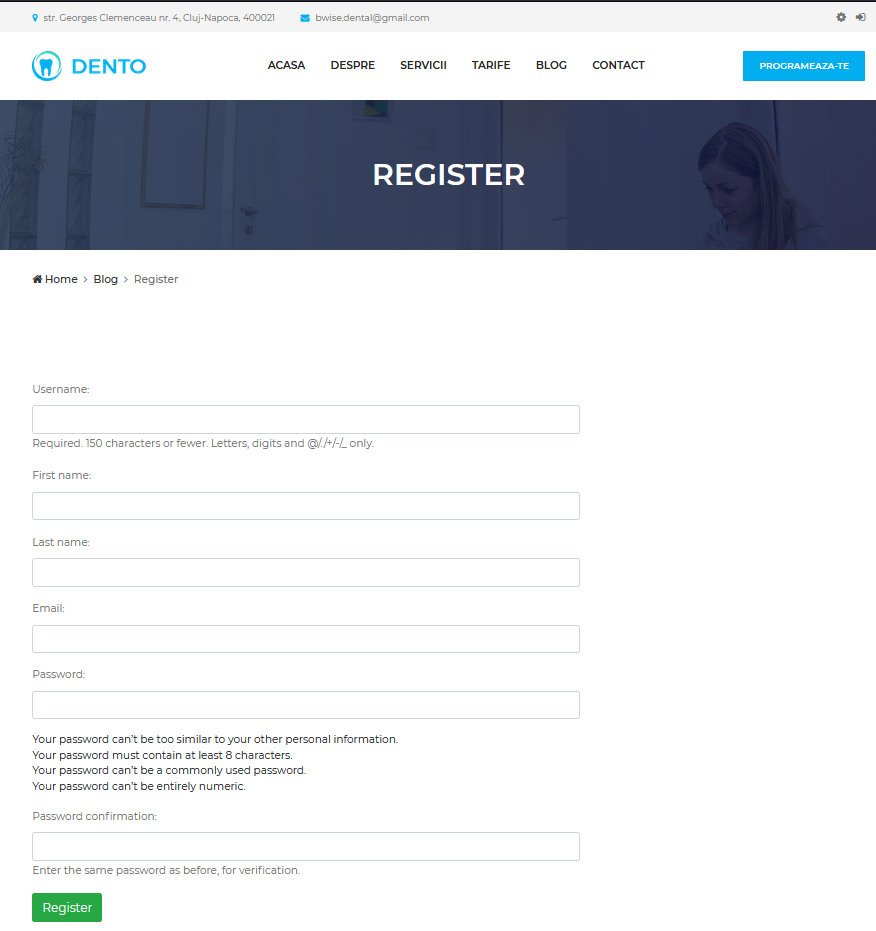 str. Georges Clemenceau nr. 4, Cluj-Napoca, 400021 bwise.dental@gmail.com
DENTO ACASA DESPRE SERVICII TARIFE BLOG CONTACT PROGRAMEAZA-TE
REGISTER
Home > Blog > Register
Username:
Required. 150 characters or fewer. Letters, digits and @/./+/-/_ only.
First name:
Last name:
Email:
Password:
Your password can't be too similar to your other personal information.
Your password must contain at least 8 characters.
Your password can't be a commonly used password.
Your password can't be entirely numeric.
Password confirmation:
Enter the same password as before, for verification.
Register